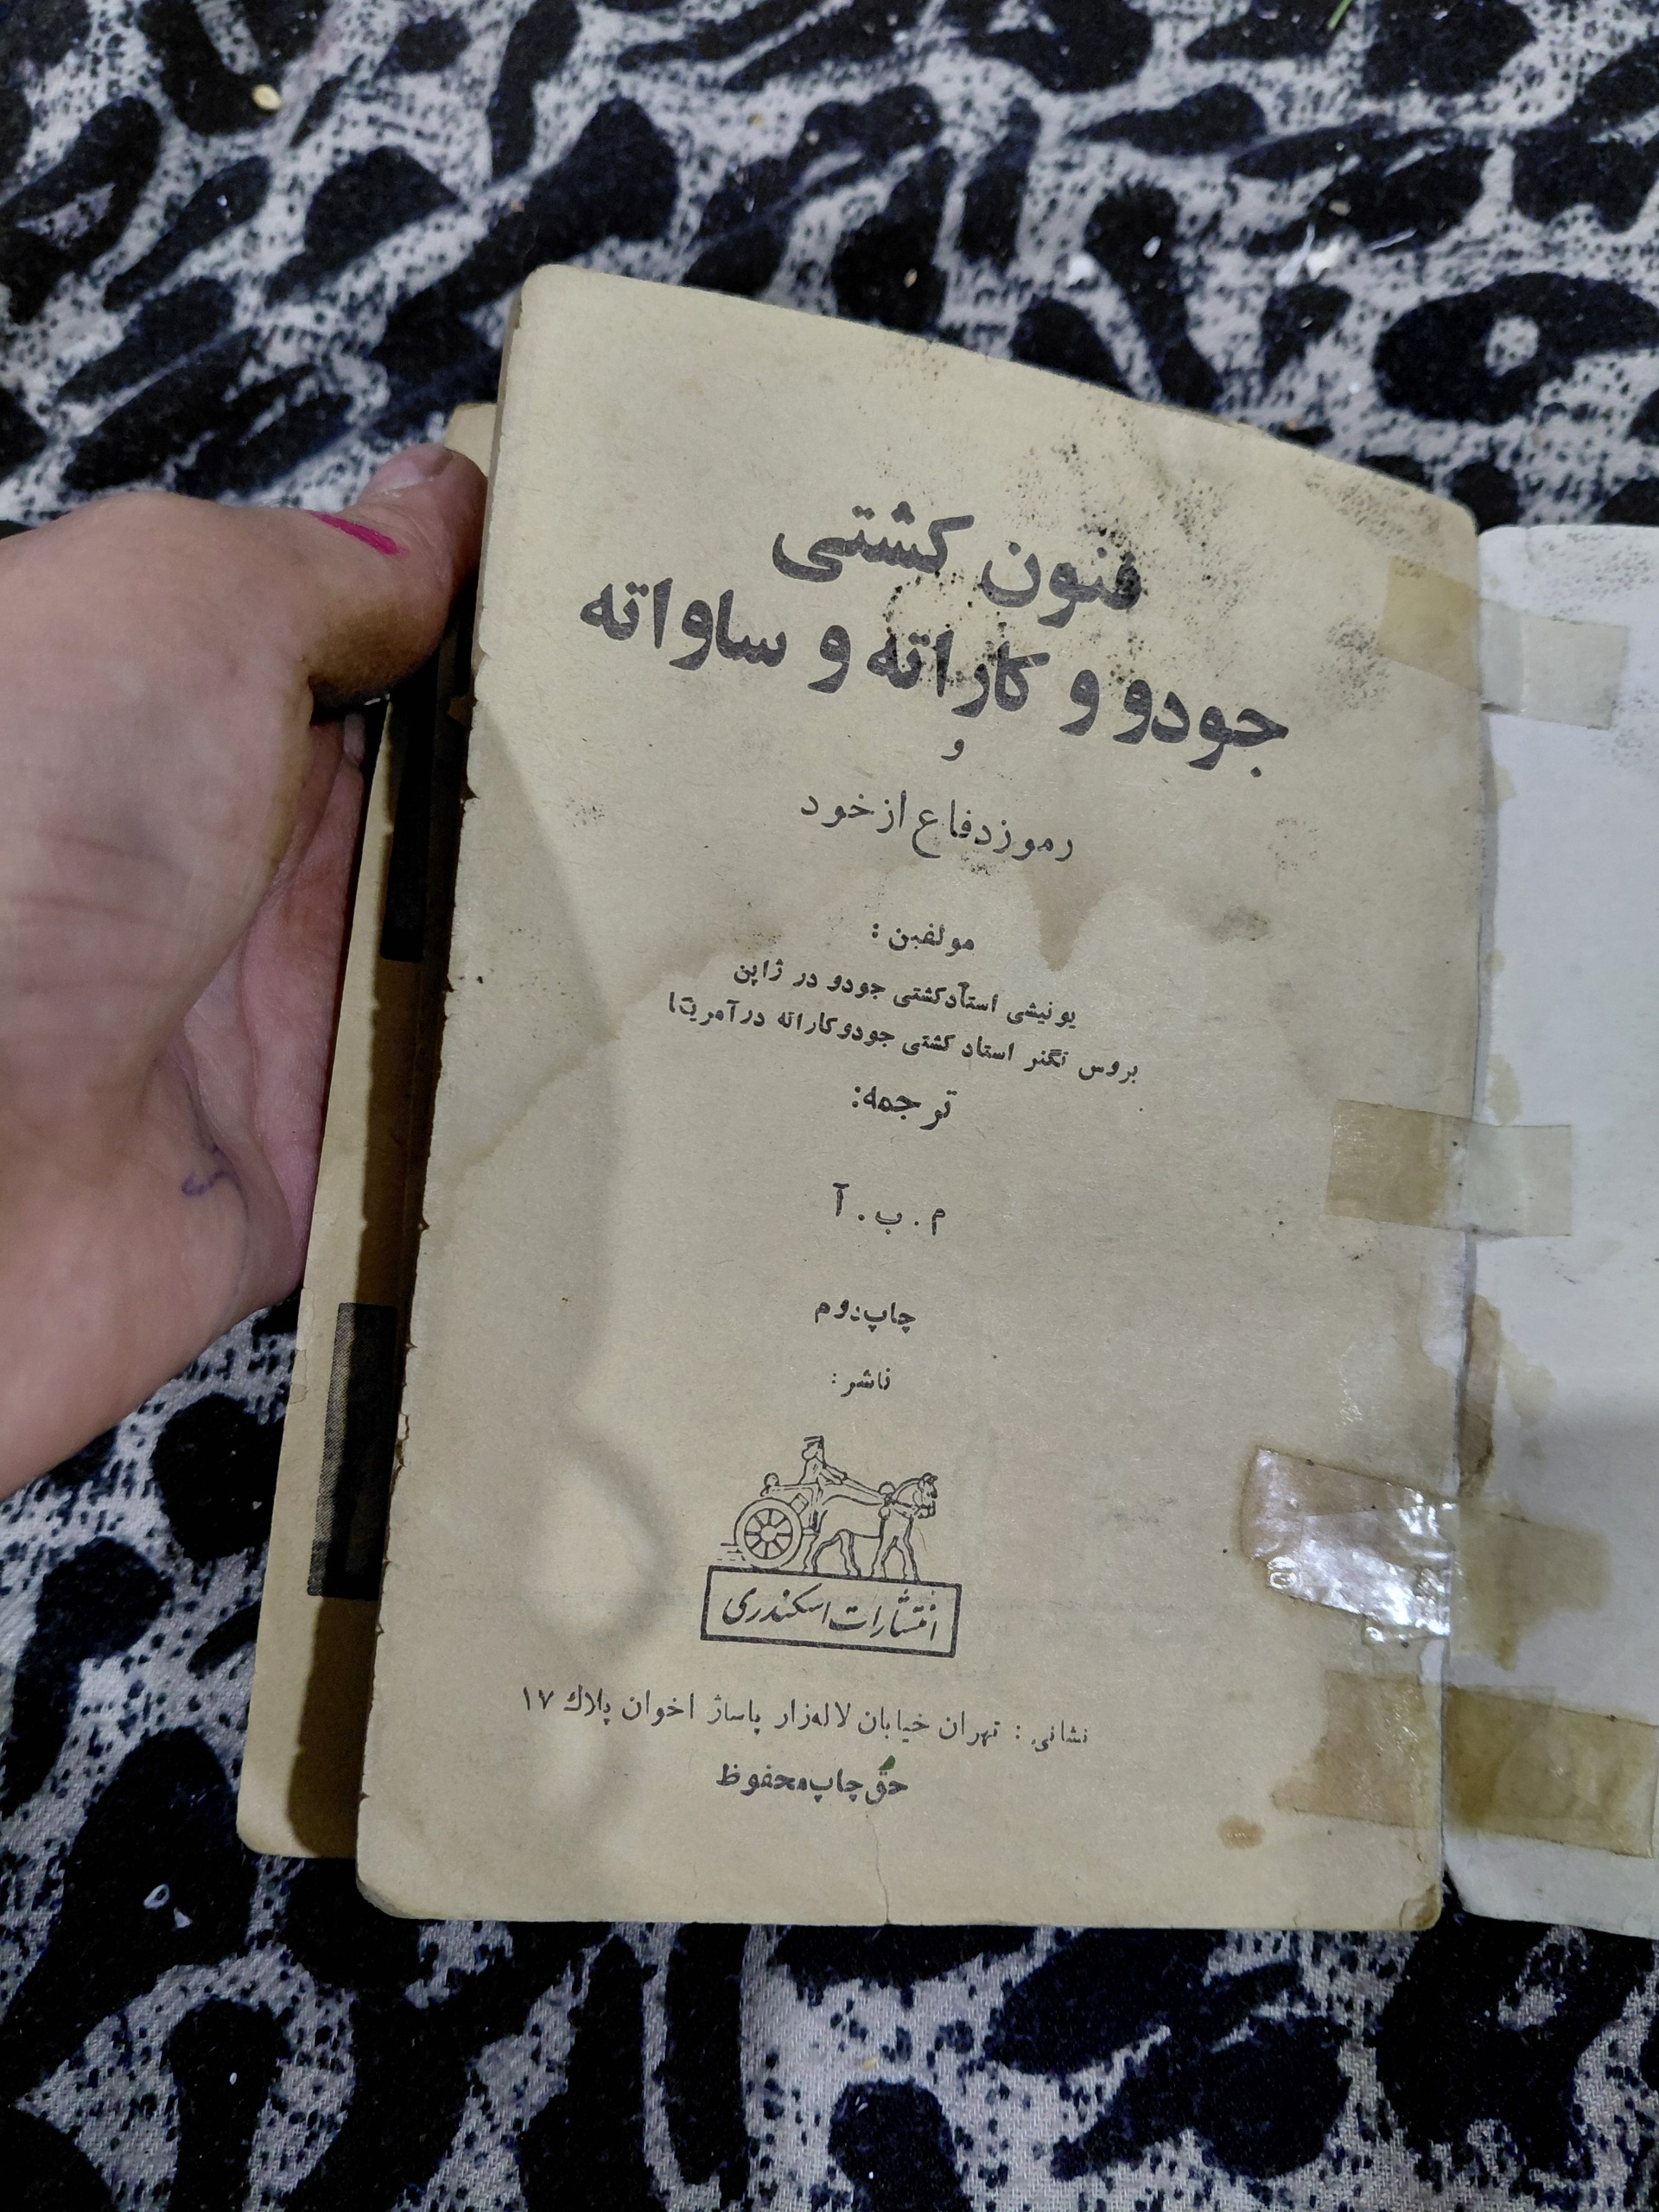 فنون کشتی
جودو و کاراته و ساواته
و
رموز دفاع از خود
مولفین :
یونیشی استاد کشتی جودو در ژاپن
بروس تگنر استاد کشتی جودو کاراته در آمریکا
ترجمه:
م . ب . آ
چاپ دوم
ناشر :
انتشارات اسکندری
نشانی : تهران خیابان لاله‌زار پاساژ اخوان پلاك ۱۷
حق چاپ محفوظ